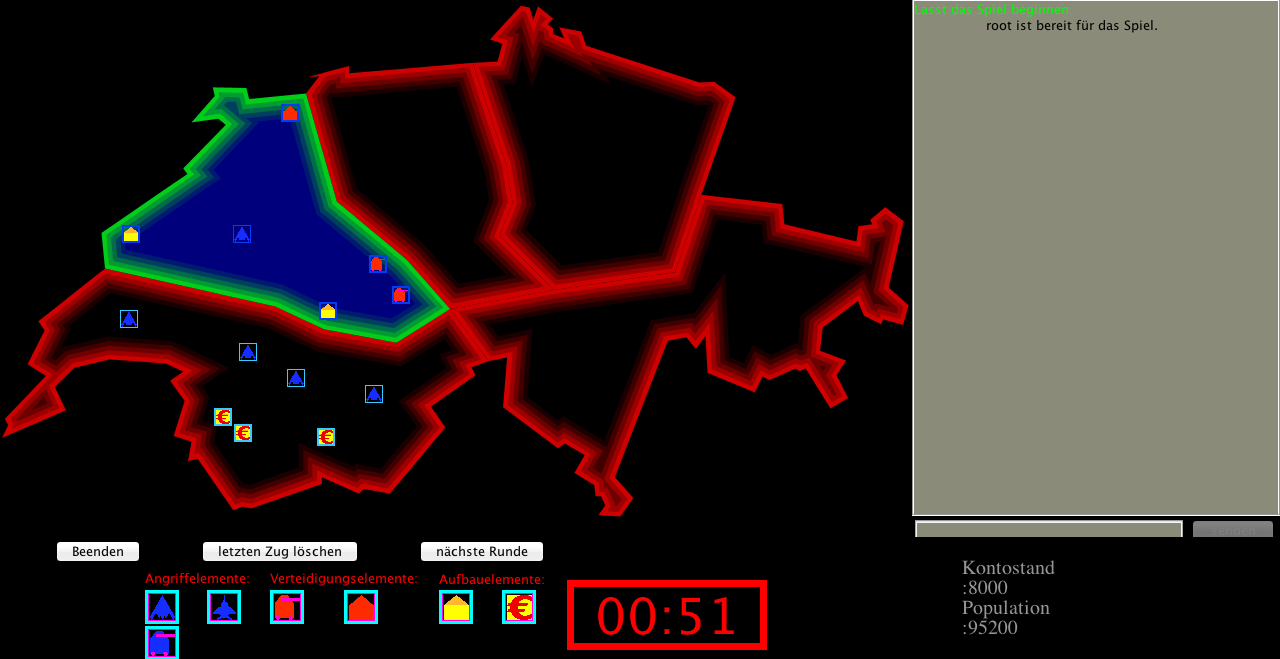 Lasst das Spiel beginnen
root ist bereit für das Spiel.
Beenden
letzten Zug löschen
nächste Runde
Angriffelemente:
Verteidigungselemente:
Aufbauelemente:
00:51
Kontostand
:8000
Population
:95200